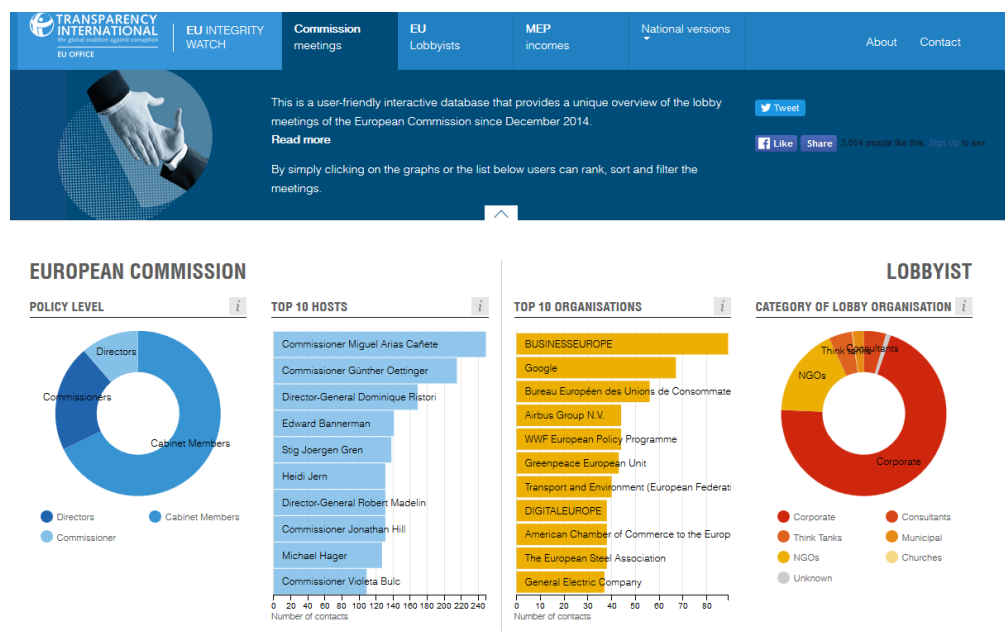 TRANSPARENCY
INTERNATIONAL
the global coalition against corruption
EU OFFICE
EU INTEGRITY
WATCH
Commission
meetings
EU
Lobbyists
MEP
incomes
National versions
About
Contact
This is a user-friendly interactive database that provides a unique overview of the lobby
meetings of the European Commission since December 2014.
Read more
By simply clicking on the graphs or the list below users can rank, sort and filter the
meetings.
Tweet
Like
Share
3,054 people like this. Sign Up to see
EUROPEAN COMMISSION
LOBBYIST
POLICY LEVEL
i
Directors
Commissioners
Cabinet Members
Directors
Cabinet Members
Commissioner
TOP 10 HOSTS
i
Commissioner Miguel Arias Cañete
Commissioner Günther Oettinger
Director-General Dominique Ristori
Edward Bannerman
Stig Joergen Gren
Heidi Jern
Director-General Robert Madelin
Commissioner Jonathan Hill
Michael Hager
Commissioner Violeta Bulc
0 20 40 60 80 100 120 140 160 180 200 220 240
Number of contacts
TOP 10 ORGANISATIONS
i
BUSINESSEUROPE
Google
Bureau Européen des Unions de Consommate
Airbus Group N.V.
WWF European Policy Programme
Greenpeace European Unit
Transport and Environment (European Federati
DIGITALEUROPE
American Chamber of Commerce to the Europ
The European Steel Association
General Electric Company
0 10 20 30 40 50 60 70 80
Number of contacts
CATEGORY OF LOBBY ORGANISATION
i
Think tanks
Consultants
NGOs
Corporate
Corporate
Consultants
Think Tanks
Municipal
NGOs
Churches
Unknown